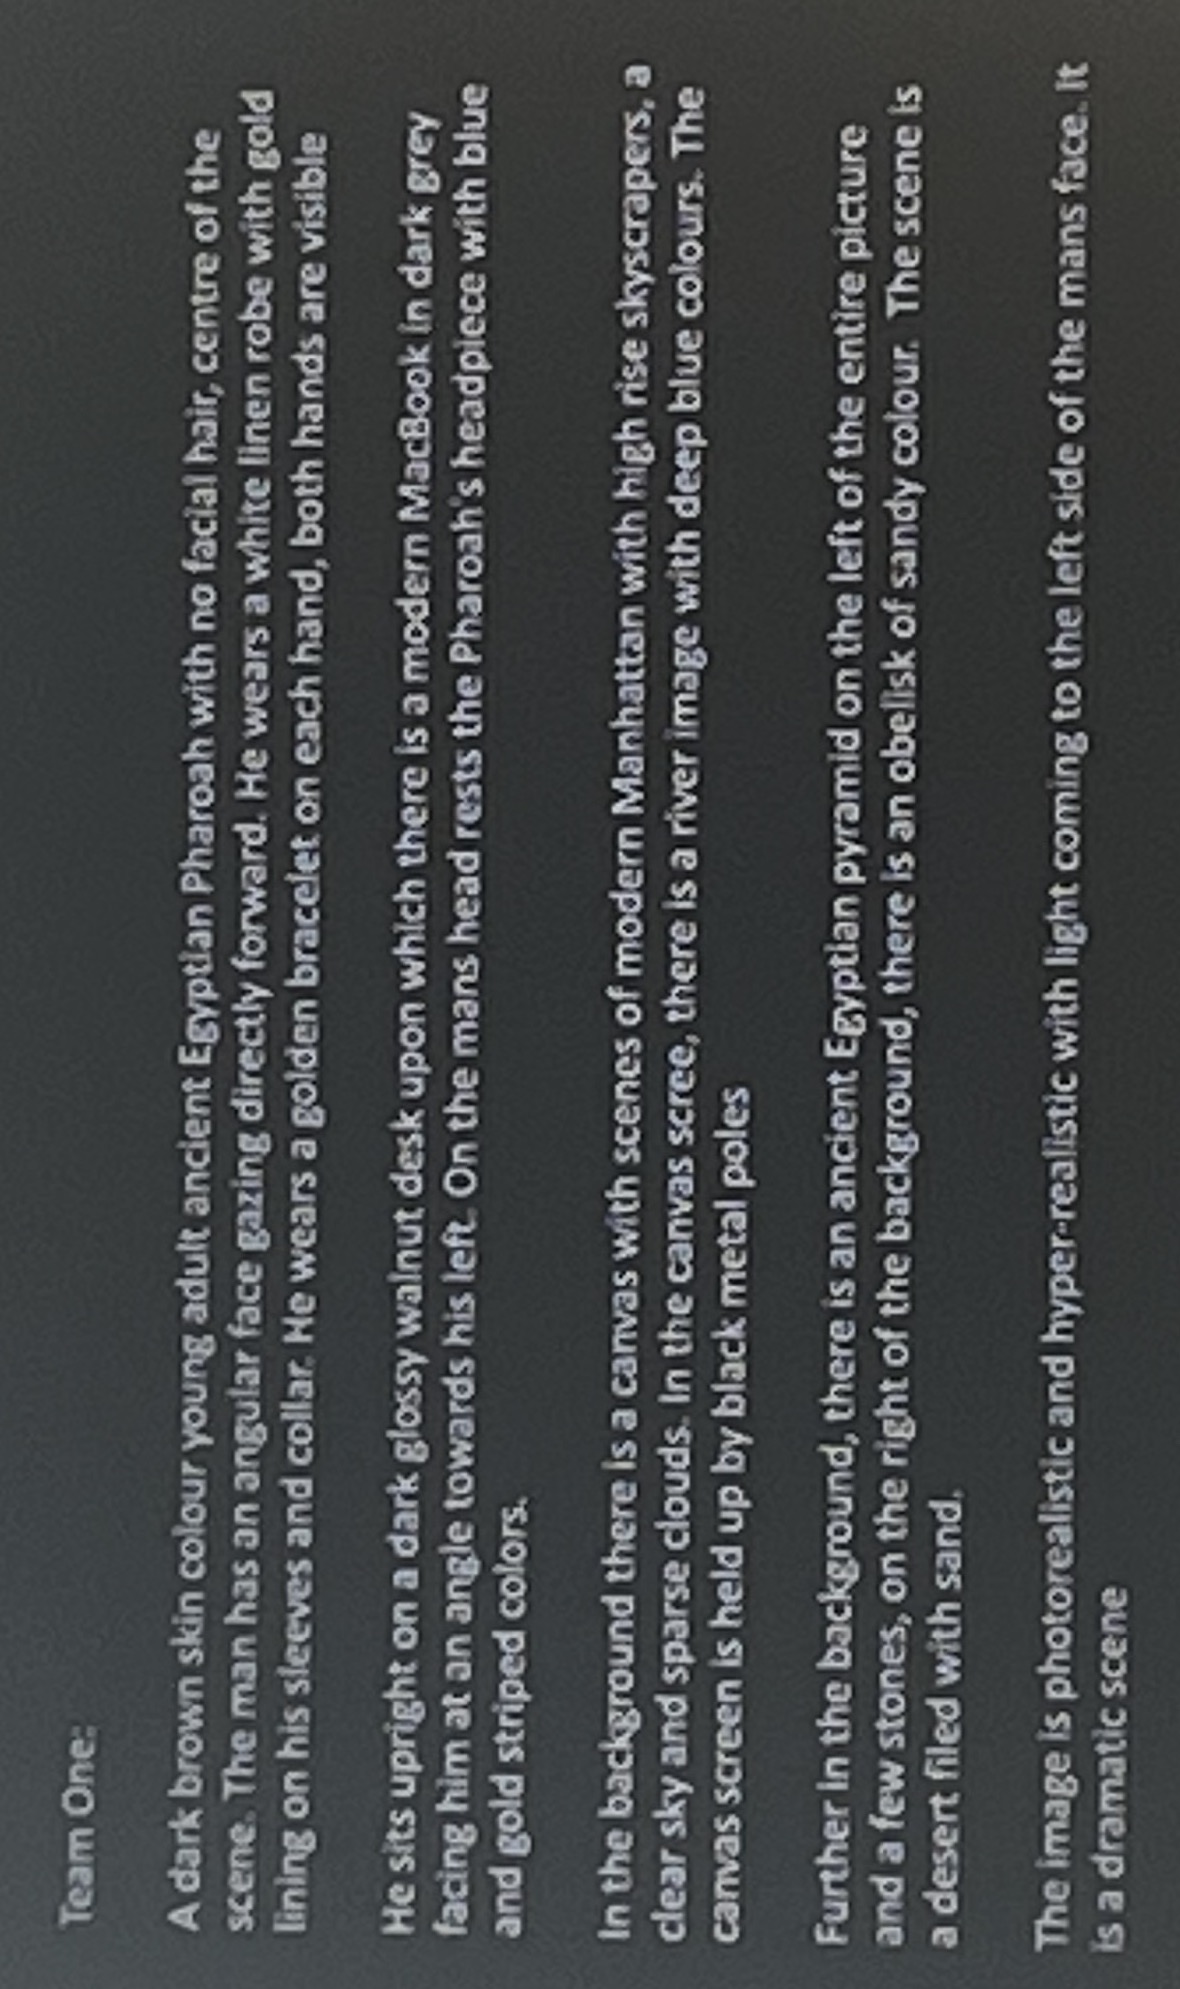 Team One:
A dark brown skin colour young adult ancient Egyptian Pharoah with no facial hair, centre of the
scene. The man has an angular face gazing directly forward. He wears a white linen robe with gold
lining on his sleeves and collar. He wears a golden bracelet on each hand, both hands are visible
He sits upright on a dark glossy walnut desk upon which there is a modern MacBook in dark grey
facing him at an angle towards his left. On the mans head rests the Pharoah's headpiece with blue
and gold striped colors.
In the background there is a canvas with scenes of modern Manhattan with high rise skyscrapers, a
clear sky and sparse clouds. In the canvas scree, there is a river image with deep blue colours. The
canvas screen is held up by black metal poles
Further in the background, there is an ancient Egyptian pyramid on the left of the entire picture
and a few stones, on the right of the background, there is an obelisk of sandy colour.  The scene is
a desert filed with sand.
The image is photorealistic and hyper-realistic with light coming to the left side of the mans face. It
is a dramatic scene